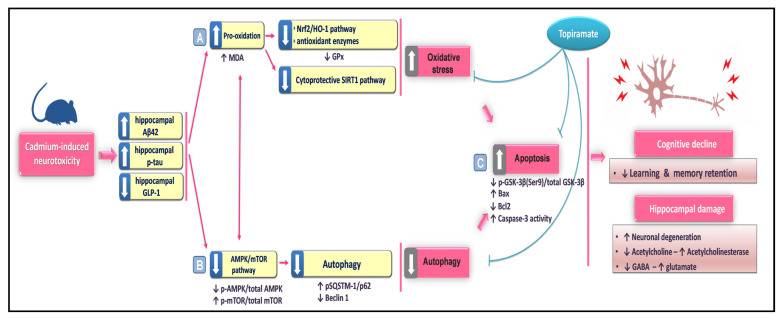 Cadmium-induced
neurotoxicity
hippocampal
Aβ42
hippocampal
p-tau
hippocampal
GLP-1
A
Pro-oxidation
↑ MDA
Nrf2/HO-1 pathway
antioxidant enzymes
↓ GPx
Cytoprotective SIRT1 pathway
Oxidative
stress
B
AMPK/mTOR
pathway
↓ p-AMPK/total AMPK
↑ p-mTOR/total mTOR
Autophagy
↑ pSQSTM-1/p62
↓ Beclin 1
Autophagy
C
Apoptosis
↓ p-GSK-3β(Ser9)/total GSK-3β
↑ Bax
↓ Bcl2
↑ Caspase-3 activity
Topiramate
Cognitive decline
• ↓ Learning & memory retention
Hippocampal damage
• ↑ Neuronal degeneration
• ↓ Acetylcholine – ↑ Acetylcholinesterase
• ↓ GABA – ↑ glutamate